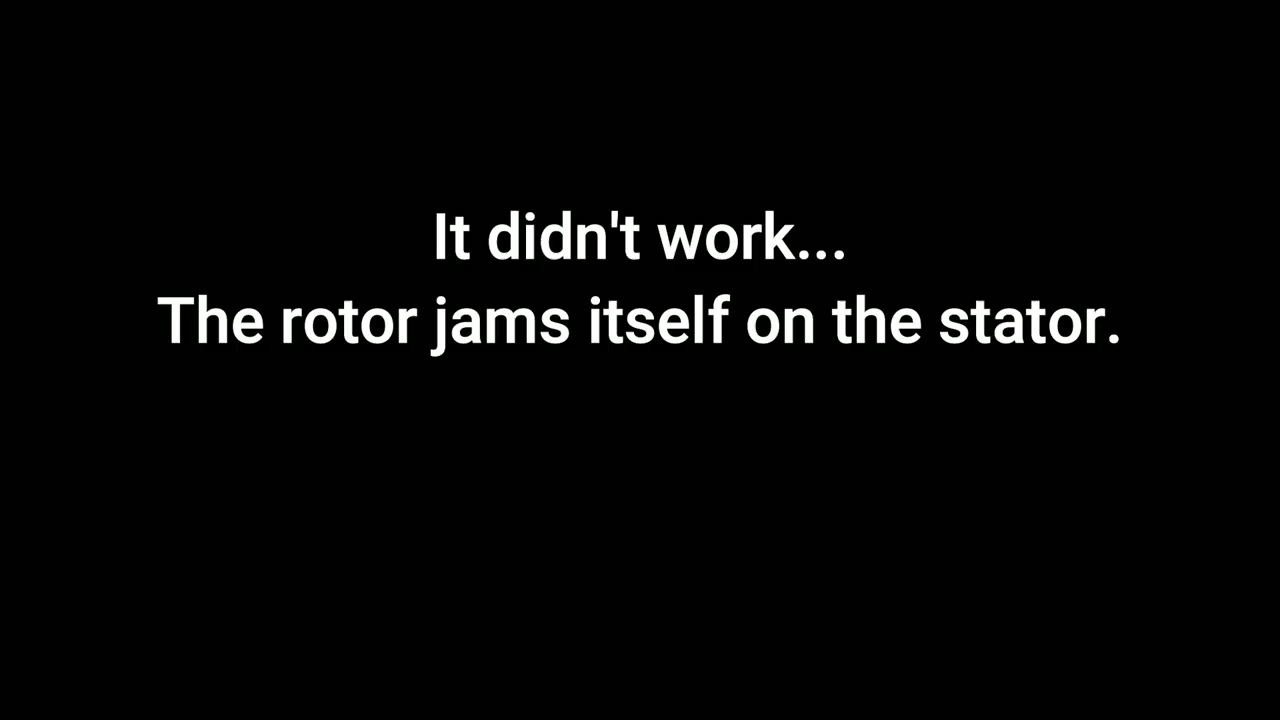 It didn't work...
The rotor jams itself on the stator.